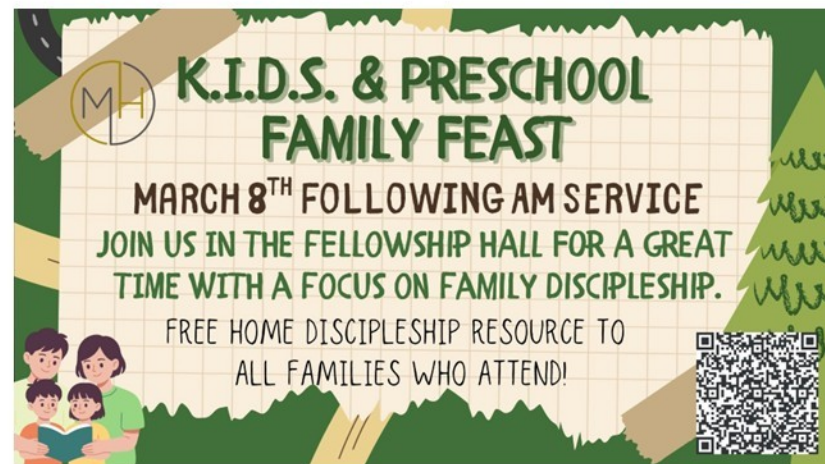 MH
K.I.D.S. & PRESCHOOL
FAMILY FEAST
MARCH 8TH FOLLOWING AM SERVICE
JOIN US IN THE FELLOWSHIP HALL FOR A GREAT
TIME WITH A FOCUS ON FAMILY DISCIPLESHIP.
FREE HOME DISCIPLESHIP RESOURCE TO
ALL FAMILIES WHO ATTEND!